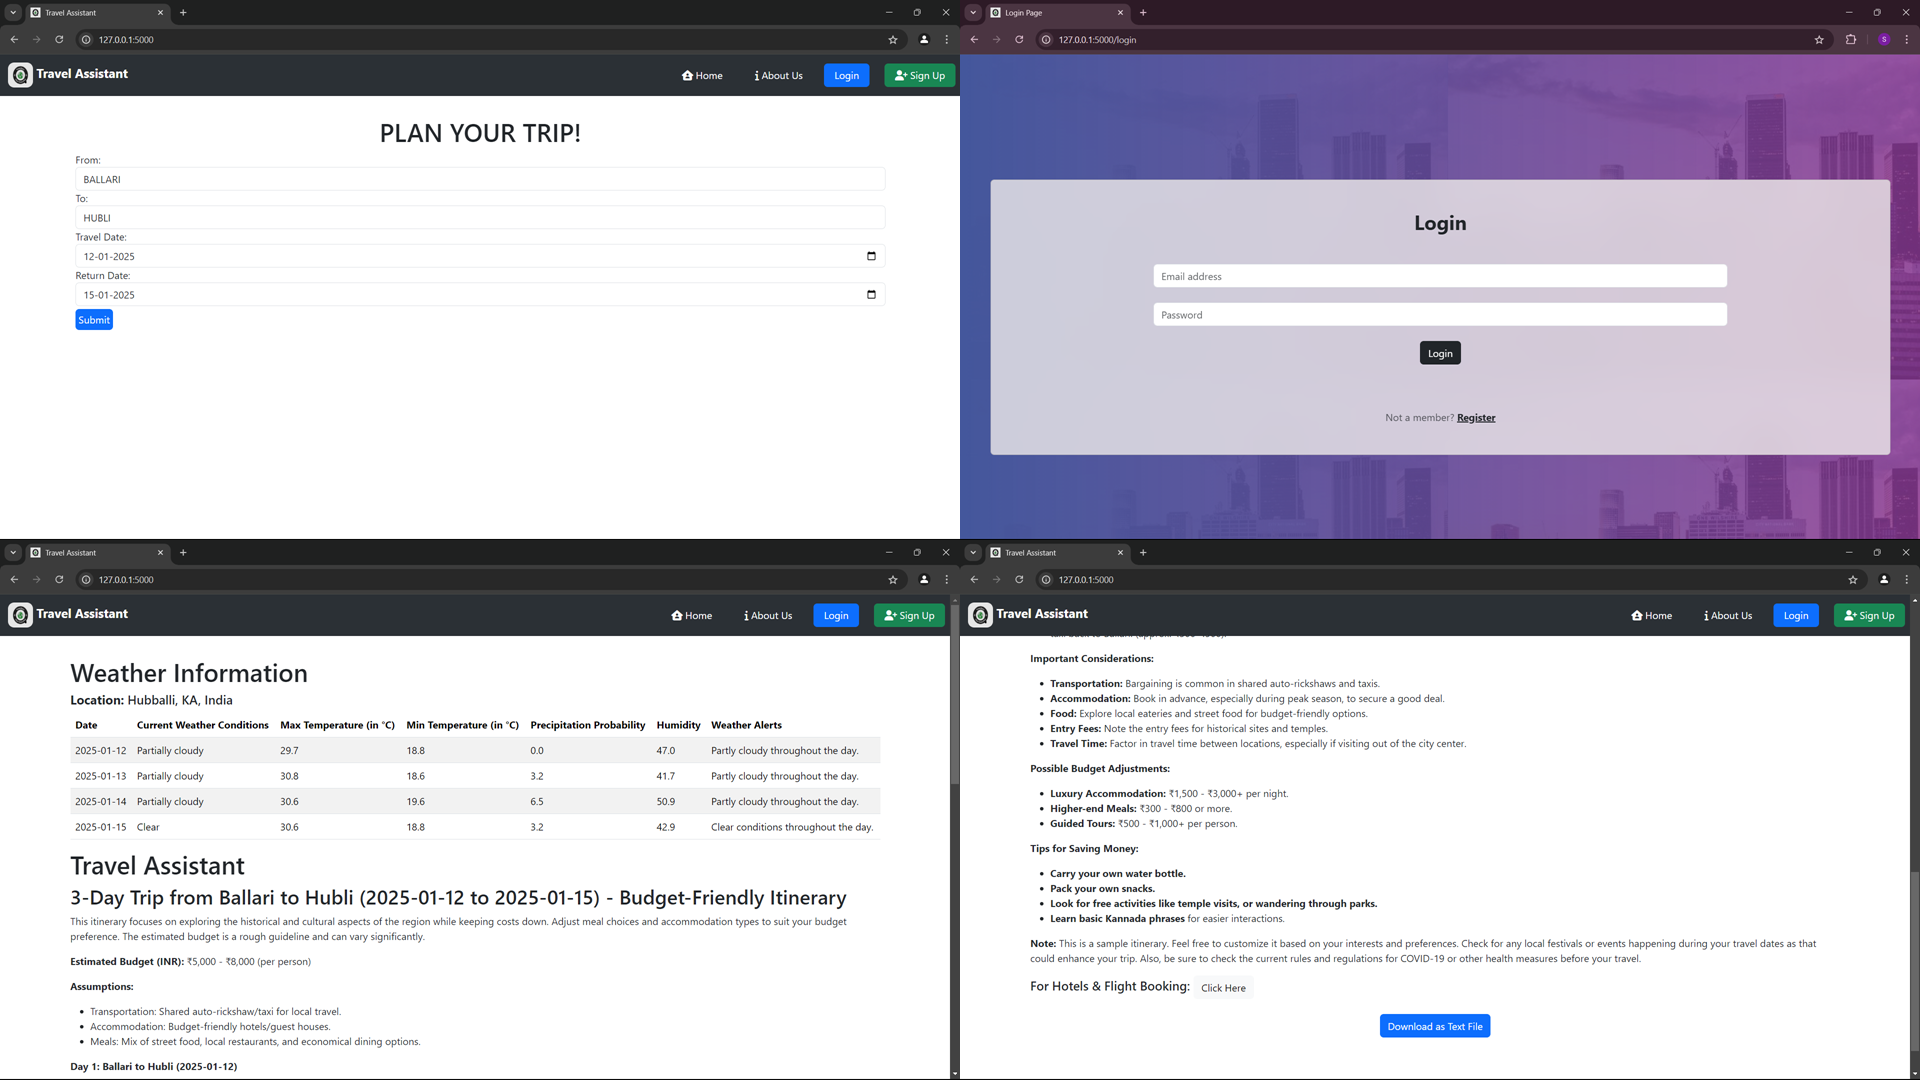 Travel Assistant
127.0.0.1:5000
Travel Assistant
Home
About Us
Login
Sign Up
PLAN YOUR TRIP!
From:
BALLARI
To:
HUBLI
Travel Date:
12-01-2025
Return Date:
15-01-2025
Submit
Login Page
127.0.0.1:5000/login
S
Login
Email address
Password
Login
Not a member? Register
Travel Assistant
127.0.0.1:5000
Travel Assistant
Home
About Us
Login
Sign Up
Weather Information
Location: Hubballi, KA, India
Date Current Weather Conditions Max Temperature (in °C) Min Temperature (in °C) Precipitation Probability Humidity Weather Alerts
2025-01-12 Partially cloudy 29.7 18.8 0.0 47.0 Partly cloudy throughout the day.
2025-01-13 Partially cloudy 30.8 18.6 3.2 41.7 Partly cloudy throughout the day.
2025-01-14 Partially cloudy 30.6 19.6 6.5 50.9 Partly cloudy throughout the day.
2025-01-15 Clear 30.6 18.8 3.2 42.9 Clear conditions throughout the day.
Travel Assistant
3-Day Trip from Ballari to Hubli (2025-01-12 to 2025-01-15) - Budget-Friendly Itinerary
This itinerary focuses on exploring the historical and cultural aspects of the region while keeping costs down. Adjust meal choices and accommodation types to suit your budget
preference. The estimated budget is a rough guideline and can vary significantly.
Estimated Budget (INR): ₹5,000 - ₹8,000 (per person)
Assumptions:
Transportation: Shared auto-rickshaw/taxi for local travel.
Accommodation: Budget-friendly hotels/guest houses.
Meals: Mix of street food, local restaurants, and economical dining options.
Day 1: Ballari to Hubli (2025-01-12)
Travel Assistant
127.0.0.1:5000
Travel Assistant
Home
About Us
Login
Sign Up
Important Considerations:
Transportation: Bargaining is common in shared auto-rickshaws and taxis.
Accommodation: Book in advance, especially during peak season, to secure a good deal.
Food: Explore local eateries and street food for budget-friendly options.
Entry Fees: Note the entry fees for historical sites and temples.
Travel Time: Factor in travel time between locations, especially if visiting out of the city center.
Possible Budget Adjustments:
Luxury Accommodation: ₹1,500 - ₹3,000+ per night.
Higher-end Meals: ₹300 - ₹800 or more.
Guided Tours: ₹500 - ₹1,000+ per person.
Tips for Saving Money:
Carry your own water bottle.
Pack your own snacks.
Look for free activities like temple visits, or wandering through parks.
Learn basic Kannada phrases for easier interactions.
Note: This is a sample itinerary. Feel free to customize it based on your interests and preferences. Check for any local festivals or events happening during your travel dates as that
could enhance your trip. Also, be sure to check the current rules and regulations for COVID-19 or other health measures before your travel.
For Hotels & Flight Booking: Click Here
Download as Text File